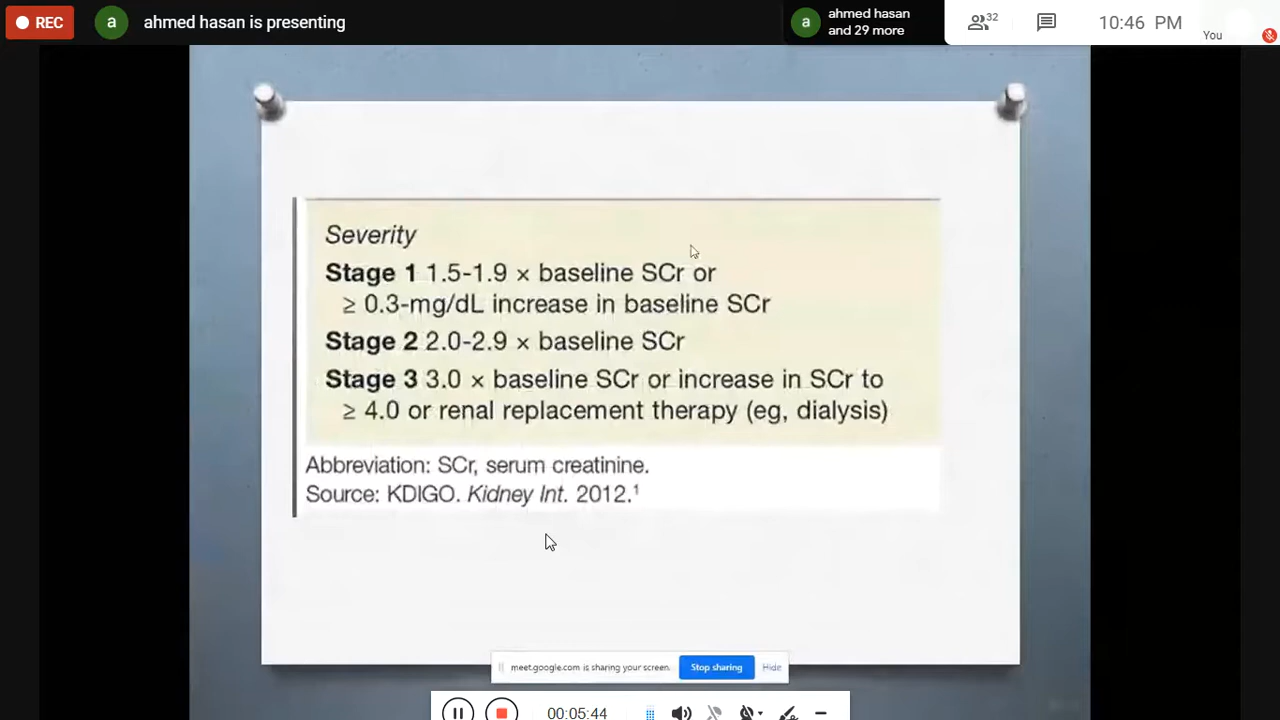 REC
a
ahmed hasan is presenting
a
ahmed hasan
and 29 more
32
10:46 PM
You
Severity
Stage 1 1.5-1.9 × baseline SCr or
≥ 0.3-mg/dL increase in baseline SCr
Stage 2 2.0-2.9 × baseline SCr
Stage 3 3.0 × baseline SCr or increase in SCr to
≥ 4.0 or renal replacement therapy (eg, dialysis)
Abbreviation: SCr, serum creatinine.
Source: KDIGO. Kidney Int. 2012.¹
meet.google.com is sharing your screen.
Stop sharing
Hide
00:05:44